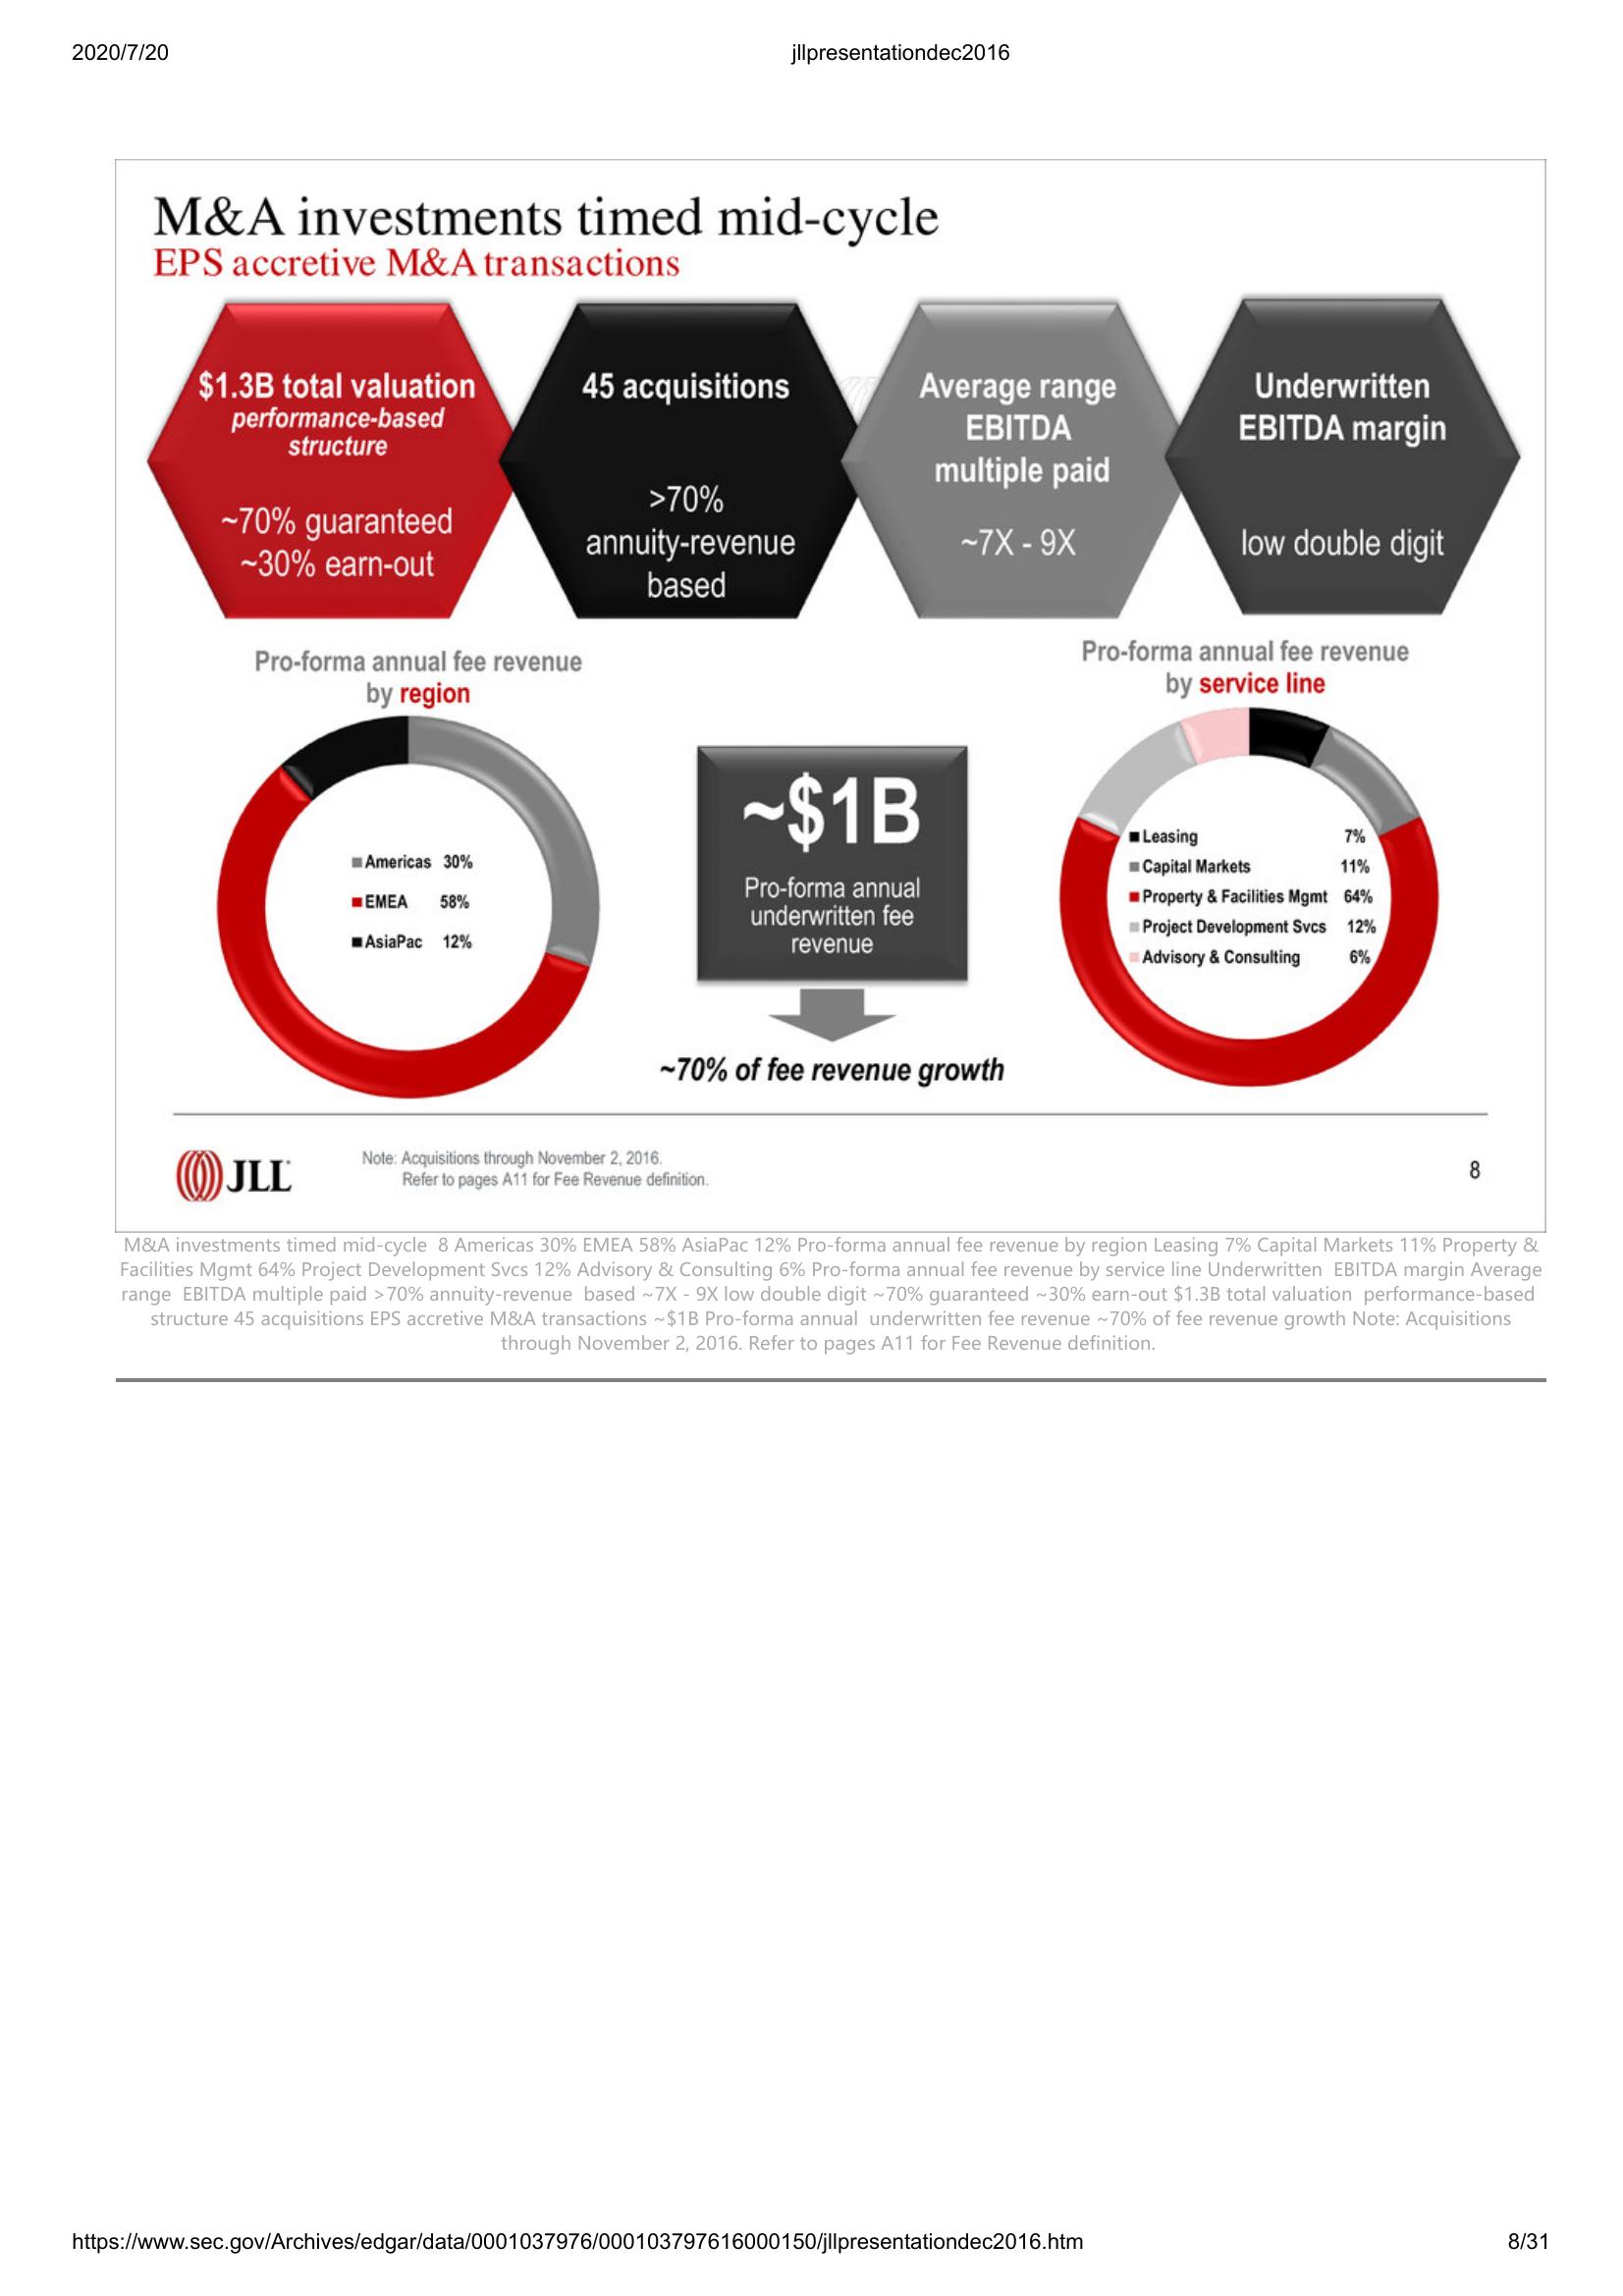 2020/7/20
jllpresentationdec2016
M&A investments timed mid-cycle
EPS accretive M&A transactions
$1.3B total valuation
performance-based
structure
~70% guaranteed
~30% earn-out
45 acquisitions
>70%
annuity-revenue
based
Average range
EBITDA
multiple paid
~7X - 9X
Underwritten
EBITDA margin
low double digit
Pro-forma annual fee revenue
by region
Americas 30%
EMEA 58%
AsiaPac 12%
~$1B
Pro-forma annual
underwritten fee
revenue
~70% of fee revenue growth
Pro-forma annual fee revenue
by service line
Leasing 7%
Capital Markets 11%
Property & Facilities Mgmt 64%
Project Development Svcs 12%
Advisory & Consulting 6%
JLL
Note: Acquisitions through November 2, 2016.
Refer to pages A11 for Fee Revenue definition.
8
M&A investments timed mid-cycle 8 Americas 30% EMEA 58% AsiaPac 12% Pro-forma annual fee revenue by region Leasing 7% Capital Markets 11% Property &
Facilities Mgmt 64% Project Development Svcs 12% Advisory & Consulting 6% Pro-forma annual fee revenue by service line Underwritten EBITDA margin Average
range EBITDA multiple paid >70% annuity-revenue based ~7X - 9X low double digit ~70% guaranteed ~30% earn-out $1.3B total valuation performance-based
structure 45 acquisitions EPS accretive M&A transactions ~$1B Pro-forma annual underwritten fee revenue ~70% of fee revenue growth Note: Acquisitions
through November 2, 2016. Refer to pages A11 for Fee Revenue definition.
https://www.sec.gov/Archives/edgar/data/0001037976/000103797616000150/jllpresentationdec2016.htm
8/31